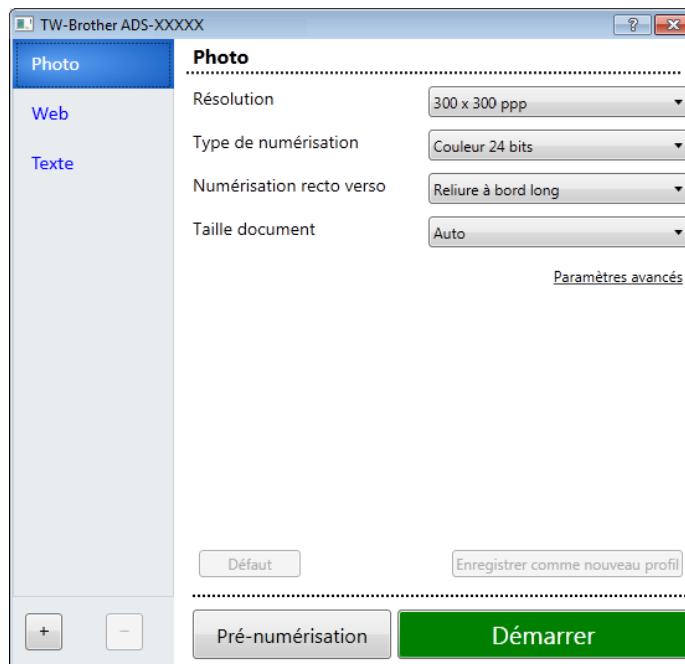 TW-Brother ADS-XXXXX
?
Photo
Web
Texte
Photo
Résolution
300 x 300 ppp
Type de numérisation
Couleur 24 bits
Numérisation recto verso
Reliure à bord long
Taille document
Auto
Paramètres avancés
Défaut
Enregistrer comme nouveau profil
+
−
Pré-numérisation
Démarrer